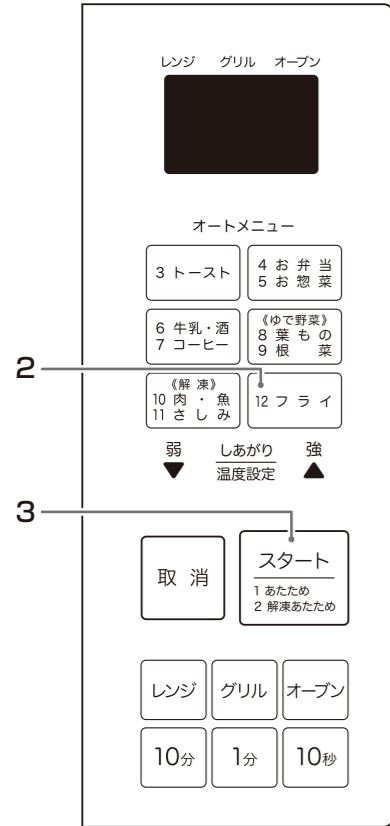 レンジ グリル オーブン
オートメニュー
3 トースト
4 お弁当
5 お惣菜
6 牛乳・酒
7 コーヒー
《ゆで野菜》
8 葉もの
9 根菜
2
《解凍》
10 肉・魚
11 さしみ
12 フライ
弱 しあがり 強
▼ 温度設定 ▲
3
取消
スタート
1 あたため
2 解凍あたため
レンジ グリル オーブン
10分 1分 10秒